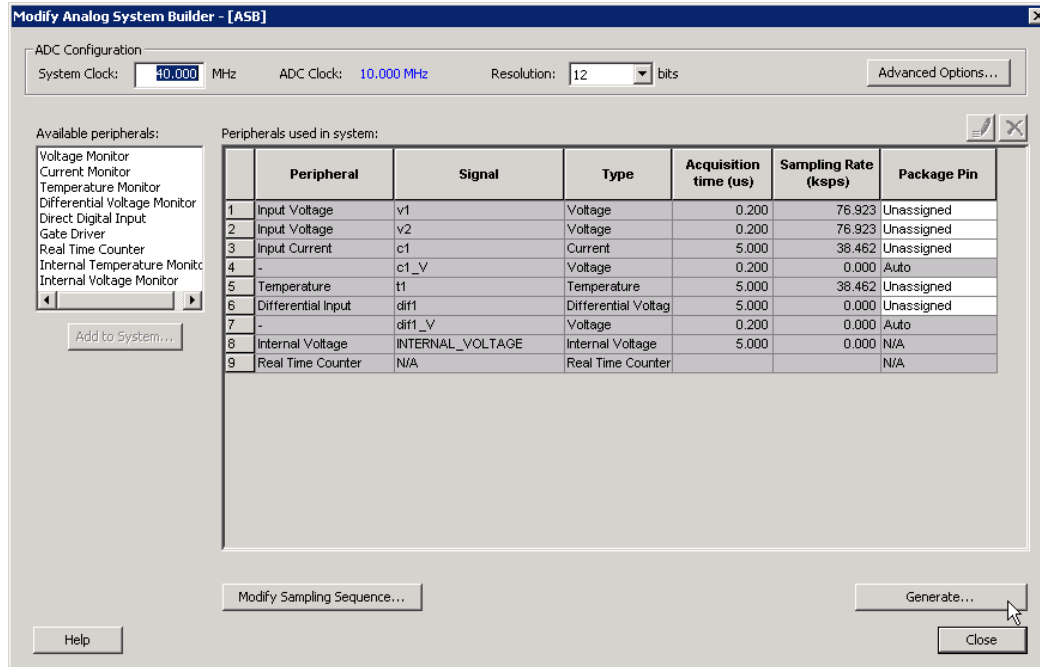 Modify Analog System Builder - [ASB]
ADC Configuration
System Clock: 40.000 MHz ADC Clock: 10.000 MHz Resolution: 12 bits Advanced Options...
Available peripherals:
Voltage Monitor
Current Monitor
Temperature Monitor
Differential Voltage Monitor
Direct Digital Input
Gate Driver
Real Time Counter
Internal Temperature Monitc
Internal Voltage Monitor
Add to System...
Peripherals used in system:
Peripheral Signal Type Acquisition time (us) Sampling Rate (ksps) Package Pin
1 Input Voltage v1 Voltage 0.200 76.923 Unassigned
2 Input Voltage v2 Voltage 0.200 76.923 Unassigned
3 Input Current c1 Current 5.000 38.462 Unassigned
4 - c1_V Voltage 0.200 0.000 Auto
5 Temperature t1 Temperature 5.000 38.462 Unassigned
6 Differential Input dif1 Differential Voltag 5.000 0.000 Unassigned
7 - dif1_V Voltage 0.200 0.000 Auto
8 Internal Voltage INTERNAL_VOLTAGE Internal Voltage 5.000 0.000 N/A
9 Real Time Counter N/A Real Time Counter N/A
Modify Sampling Sequence... Generate...
Help Close